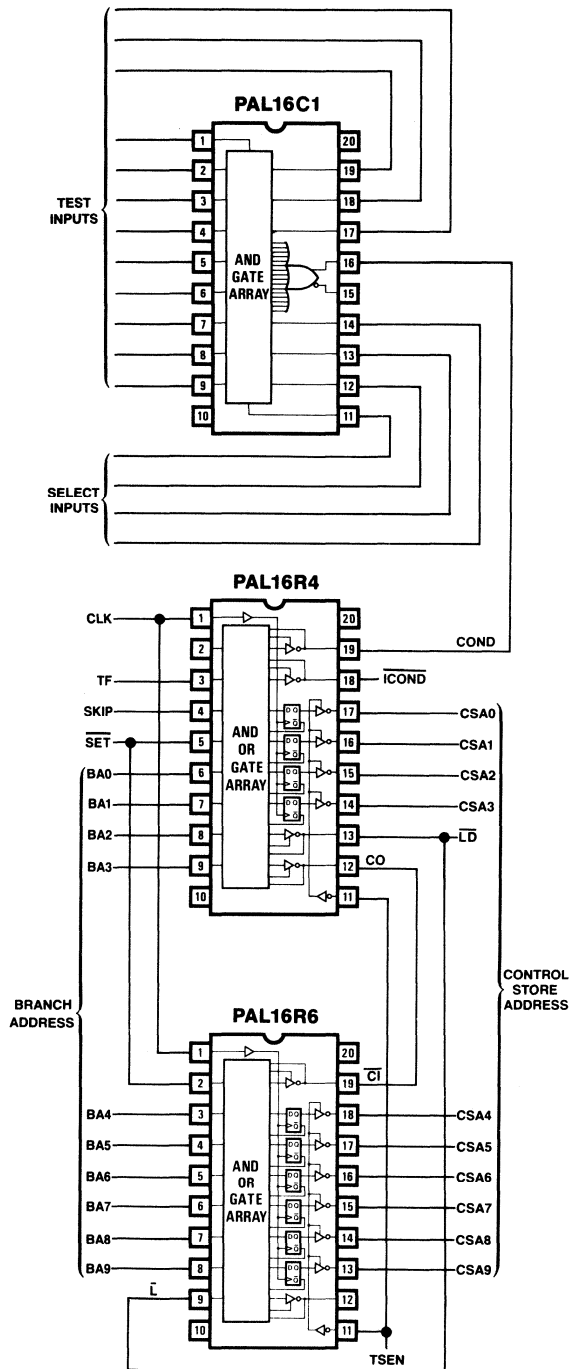 PAL16C1
1 20
2 19
TEST INPUTS
3 18
4 17
AND GATE ARRAY
5 16
6 15
7 14
8 13
9 12
10 11
SELECT INPUTS
PAL16R4
CLK 1 20
2 19 COND
TF 3 18 I̅C̅O̅N̅D̅
SKIP 4 D Q Q̅ 17 CSA0
S̅E̅T̅ 5 D Q Q̅ 16 CSA1
AND OR GATE ARRAY
BA0 6 D Q Q̅ 15 CSA2
BA1 7 D Q Q̅ 14 CSA3
BA2 8 13 L̅D̅
BA3 9 12 CO
10 11
BRANCH ADDRESS
CONTROL STORE ADDRESS
PAL16R6
1 20
2 19 C̅I̅
BA4 3 D Q Q̅ 18 CSA4
BA5 4 D Q Q̅ 17 CSA5
AND OR GATE ARRAY
BA6 5 D Q Q̅ 16 CSA6
BA7 6 D Q Q̅ 15 CSA7
BA8 7 D Q Q̅ 14 CSA8
BA9 8 D Q Q̅ 13 CSA9
L̅ 9 12
10 11
TSEN